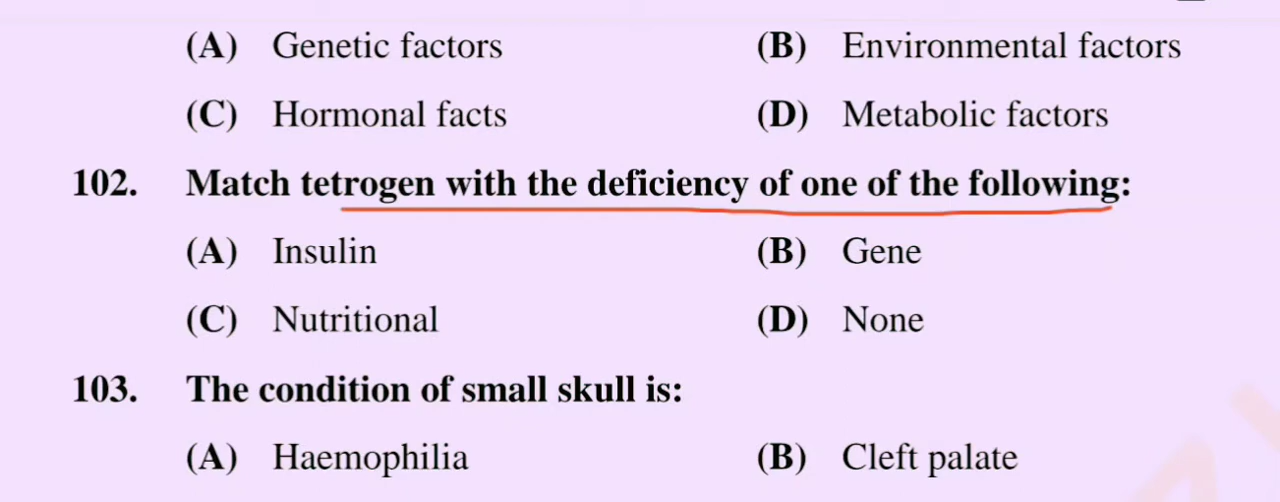 (A) Genetic factors (B) Environmental factors
(C) Hormonal facts (D) Metabolic factors
102. Match tetrogen with the deficiency of one of the following:
(A) Insulin (B) Gene
(C) Nutritional (D) None
103. The condition of small skull is:
(A) Haemophilia (B) Cleft palate